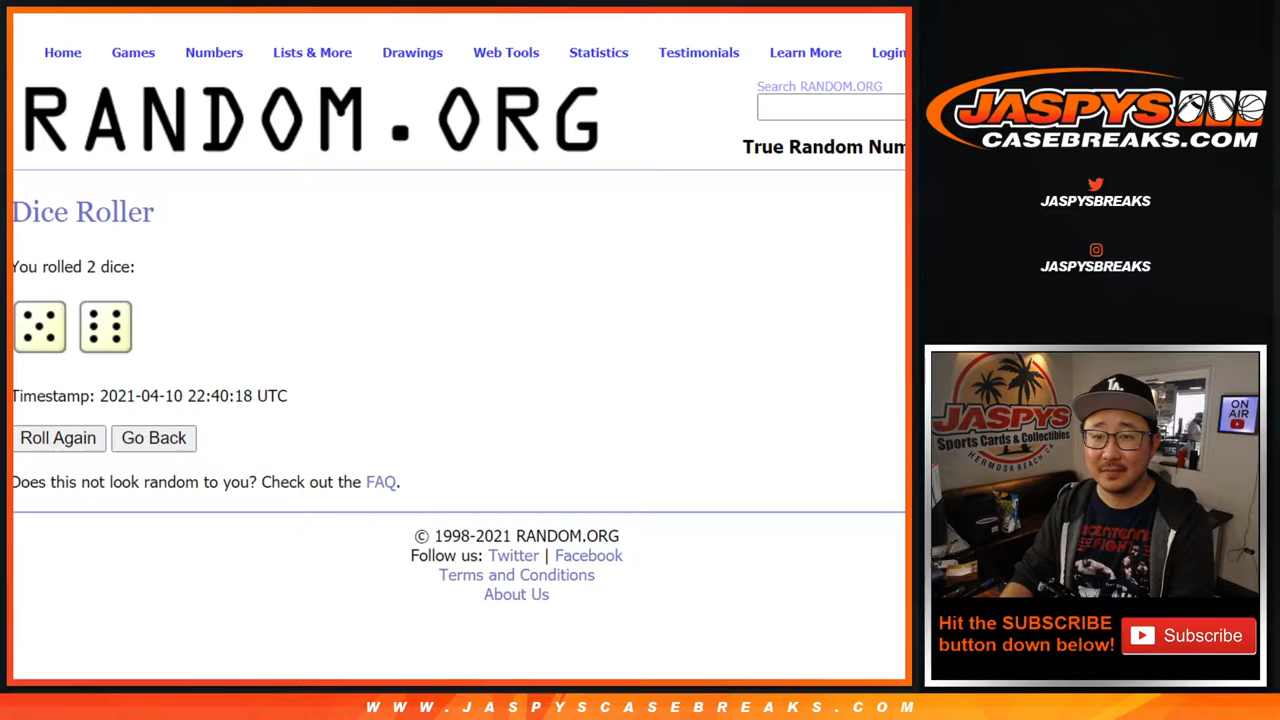 Home Games Numbers Lists & More Drawings Web Tools Statistics Testimonials Learn More Login
RANDOM.ORG
Search RANDOM.ORG
True Random Num
Dice Roller
You rolled 2 dice:
Timestamp: 2021-04-10 22:40:18 UTC
Roll Again Go Back
Does this not look random to you? Check out the FAQ.
© 1998-2021 RANDOM.ORG
Follow us: Twitter | Facebook
Terms and Conditions
About Us
JASPYS
CASEBREAKS.COM
JASPYSBREAKS
JASPYSBREAKS
JASPYS
Sports Cards & Collectibles
HERMOSA BEACH, CA
TA
ON
AIR
Hit the SUBSCRIBE
button down below!
Subscribe
WWW.JASPYSCASEBREAKS.COM